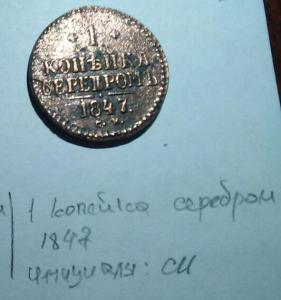 * 1 *
КОПѢЙКА
СЕРЕБРОМЪ
1847
С.М.
1 копейка серебром
1847
инициалы: СМ